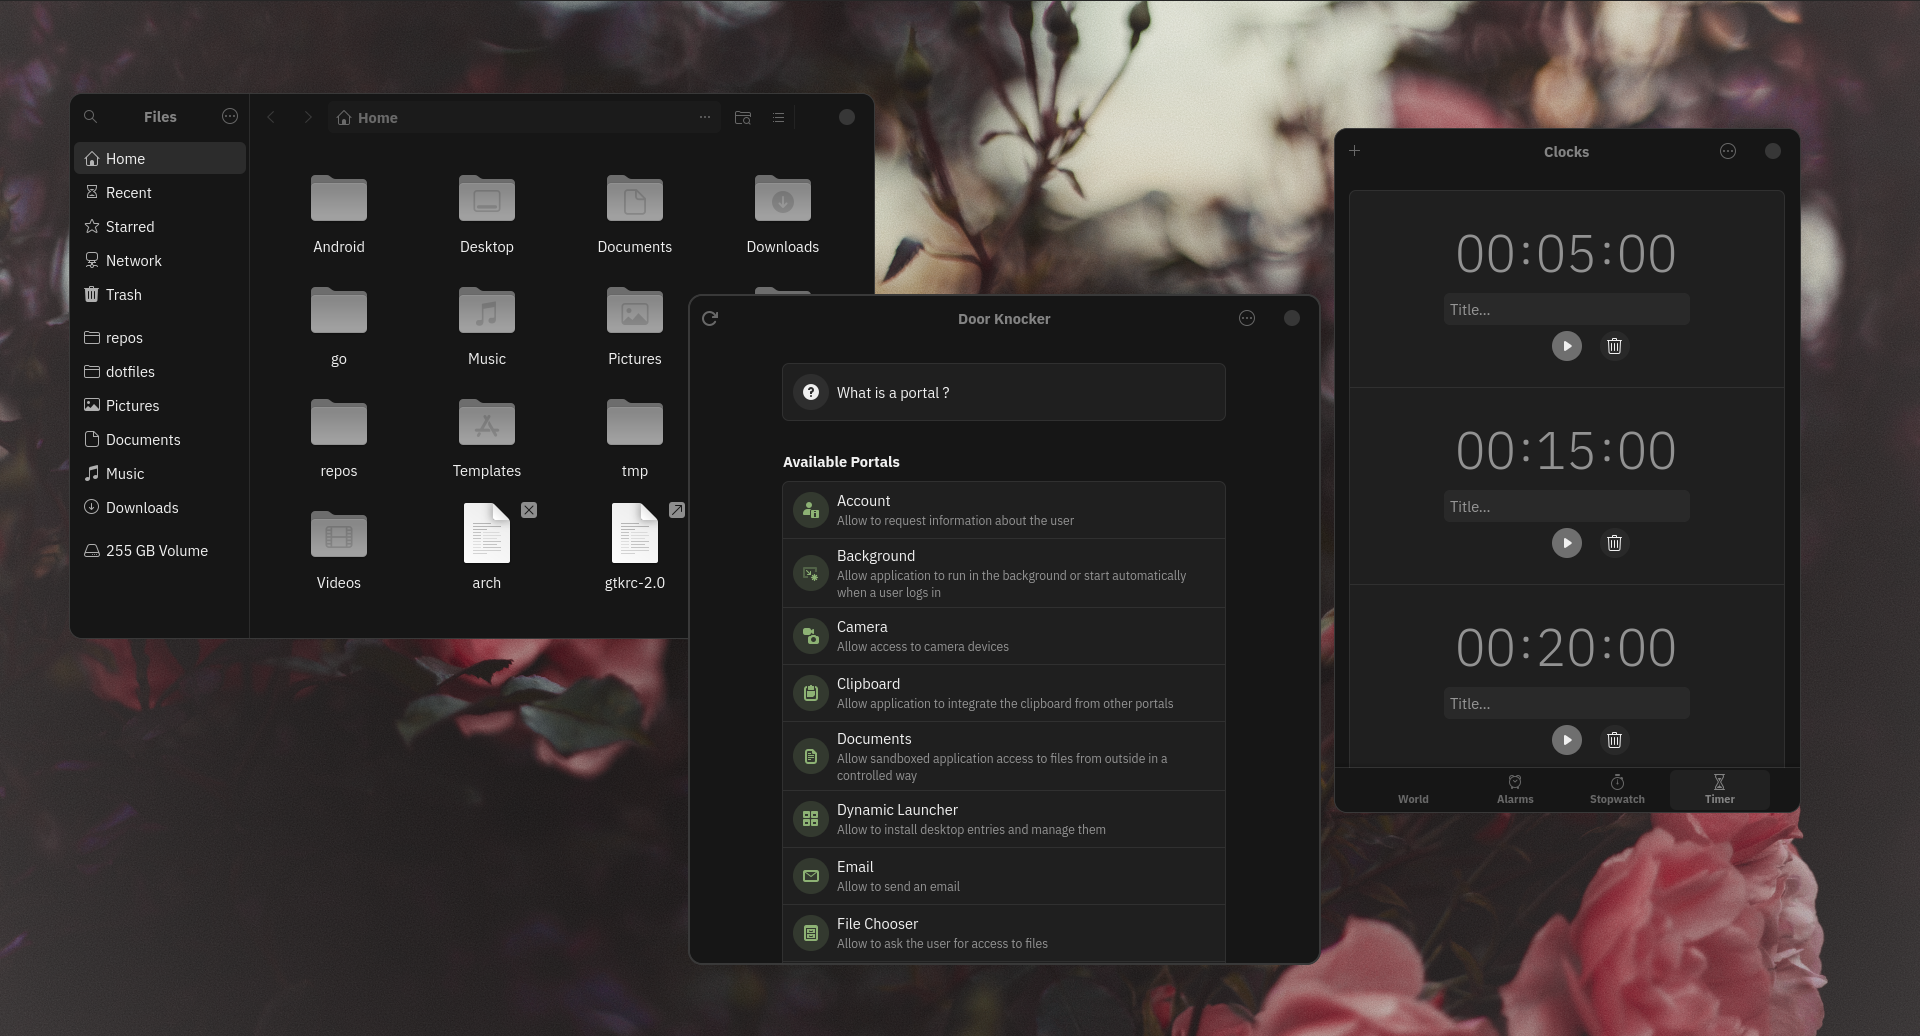 Files
Home
Recent
Starred
Network
Trash
repos
dotfiles
Pictures
Documents
Music
Downloads
255 GB Volume
Home
Android
Desktop
Documents
Downloads
go
Music
Pictures
repos
Templates
tmp
Videos
arch
gtkrc-2.0
Door Knocker
What is a portal ?
Available Portals
Account
Allow to request information about the user
Background
Allow application to run in the background or start automatically
when a user logs in
Camera
Allow access to camera devices
Clipboard
Allow application to integrate the clipboard from other portals
Documents
Allow sandboxed application access to files from outside in a
controlled way
Dynamic Launcher
Allow to install desktop entries and manage them
Email
Allow to send an email
File Chooser
Allow to ask the user for access to files
Clocks
00:05:00
Title...
00:15:00
Title...
00:20:00
Title...
World
Alarms
Stopwatch
Timer